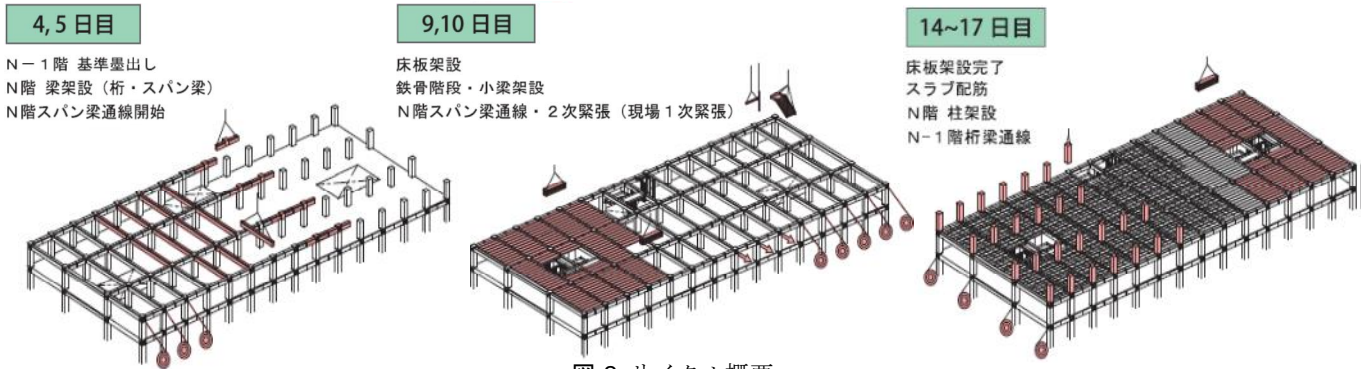 4, 5 日目
N－1階 基準墨出し
N階 梁架設（桁・スパン梁）
N階スパン梁通線開始
9,10 日目
床板架設
鉄骨階段・小梁架設
N階スパン梁通線・２次緊張（現場１次緊張）
14~17 日目
床板架設完了
スラブ配筋
N階 柱架設
N-1階桁梁通線